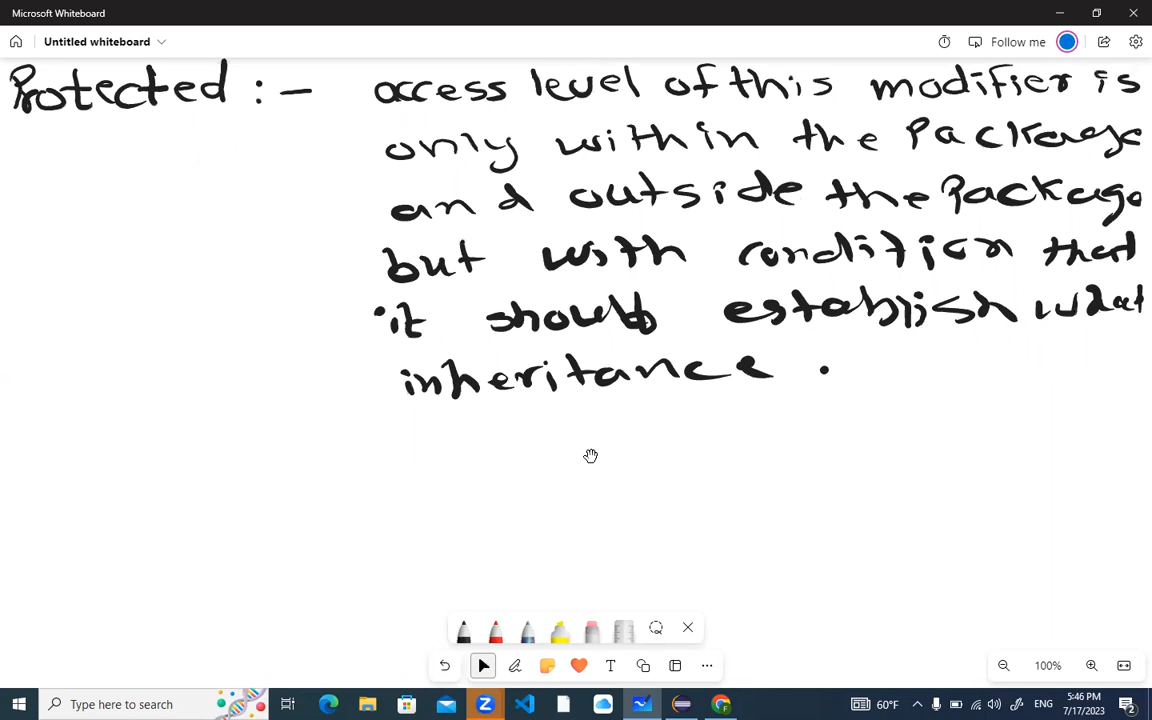 Microsoft Whiteboard
Untitled whiteboard
Follow me
Protected :- access level of this modifier is
only within the Package
and outside the Package
but with condition that
it should establish what
inheritance .
100%
Type here to search
60°F
ENG
5:46 PM
7/17/2023
2